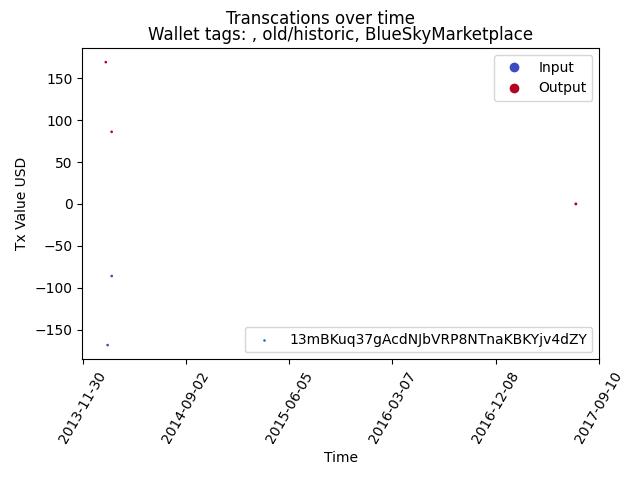 Transcations over time
Wallet tags: , old/historic, BlueSkyMarketplace
Tx Value USD
150
100
50
0
−50
−100
−150
Input
Output
13mBKuq37gAcdNJbVRP8NTnaKBKYjv4dZY
2013-11-30
2014-09-02
2015-06-05
2016-03-07
2016-12-08
2017-09-10
Time